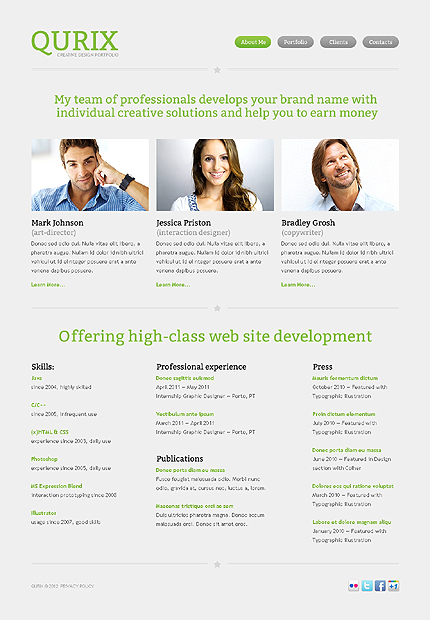 QURIX
CREATIVE DESIGN PORTFOLIO
About Me
Portfolio
Clients
Contacts
My team of professionals develops your brand name with
individual creative solutions and help you to earn money
Mark Johnson
(art-director)
Donec sed odio dui. Nulla vitae elit libero, a
pharetra augue. Nullam id dolor id nibh ultrici
vehicul ut id el integer posuere erat a ante
venena dapibus posuere.
Learn More...
Jessica Priston
(interaction designer)
Donec sed odio dui. Nulla vitae elit libero, a
pharetra augue. Nullam id dolor id nibh ultrici
vehicul ut id el integer posuere erat a ante
venena dapibus posuere.
Learn More...
Bradley Grosh
(copywriter)
Donec sed odio dui. Nulla vitae elit libero, a
pharetra augue. Nullam id dolor id nibh ultrici
vehicul ut id el integer posuere erat a ante
venena dapibus posuere.
Learn More...
Offering high-class web site development
Skills:
Java
since 2004, highly skilled
C/C++
since 2005, infrequent use
(x)HTML & CSS
experience since 2003, daily use
Photoshop
experience since 2005, daily use
MS Expression Blend
interaction prototyping since 2008
Illustrator
usage since 2007, good skills
Professional experience
Donec sagittis euismod
April 2011 – May 2011
Internship Graphic Designer – Porto, PT
Vestibulum ante ipsum
March 2011 – April 2011
Internship Graphic Designer – Porto, PT
Publications
Donec porta diam eu massa
Fusce feugiat malesuada odio. Morbi nunc
odio, gravida at, cursus nec, luctus a, lorem.
Maecenas tristique orci ac sem
Duis ultricies pharetra magna. Donec accum
malesuada orci. Donec sit amet eros.
Press
Mauris fermentum dictum
October 2010 – Featured with
Typographic Illustration
Proin dictum elementum
July 2010 – Featured with
Typographic Illustration
Donec porta diam eu massa
June 2010 – Featured in Design
section with Colher
Dolores eos qui ratione voluptat
March 2010 – Featured with
Typographic Illustration
Labore et dolore magnam aliqu
January 2010 – Featured with
Typographic Illustration
QURIX © 2012 PRIVACY POLICY
+1